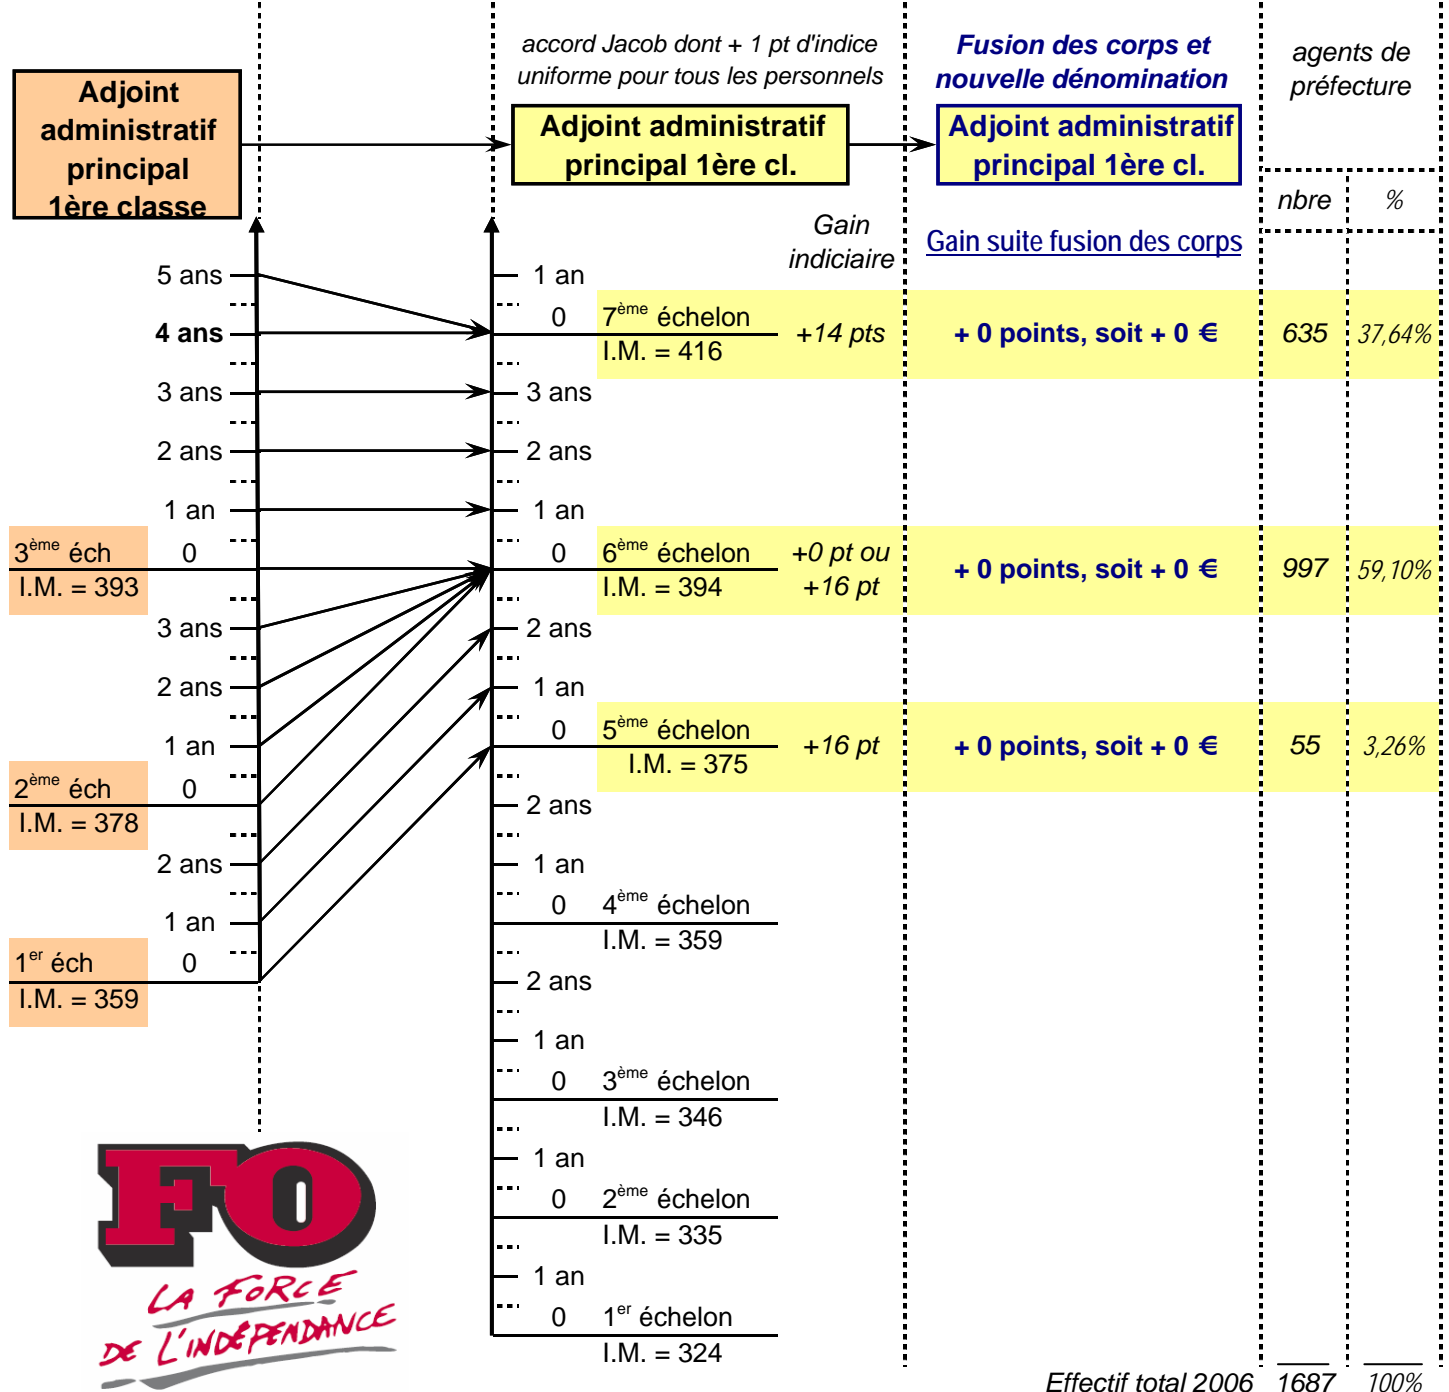 accord Jacob dont + 1 pt d'indice
uniforme pour tous les personnels
Fusion des corps et
nouvelle dénomination
agents de
préfecture
Adjoint
administratif
principal
1ère classe
Adjoint administratif
principal 1ère cl.
Adjoint administratif
principal 1ère cl.
nbre %
Gain
indiciaire
Gain suite fusion des corps
5 ans
4 ans
3 ans
2 ans
1 an
3ème éch 0
I.M. = 393
3 ans
2 ans
1 an
2ème éch 0
I.M. = 378
2 ans
1 an
1er éch 0
I.M. = 359
1 an
0 7ème échelon
I.M. = 416
+14 pts
+ 0 points, soit + 0 €
635 37,64%
3 ans
2 ans
1 an
0 6ème échelon
I.M. = 394
+0 pt ou
+16 pt
+ 0 points, soit + 0 €
997 59,10%
2 ans
1 an
0 5ème échelon
I.M. = 375
+16 pt
+ 0 points, soit + 0 €
55 3,26%
2 ans
1 an
0 4ème échelon
I.M. = 359
2 ans
1 an
0 3ème échelon
I.M. = 346
1 an
0 2ème échelon
I.M. = 335
1 an
0 1er échelon
I.M. = 324
FO
LA FORCE
DE L'INDÉPENDANCE
Effectif total 2006 1687 100%